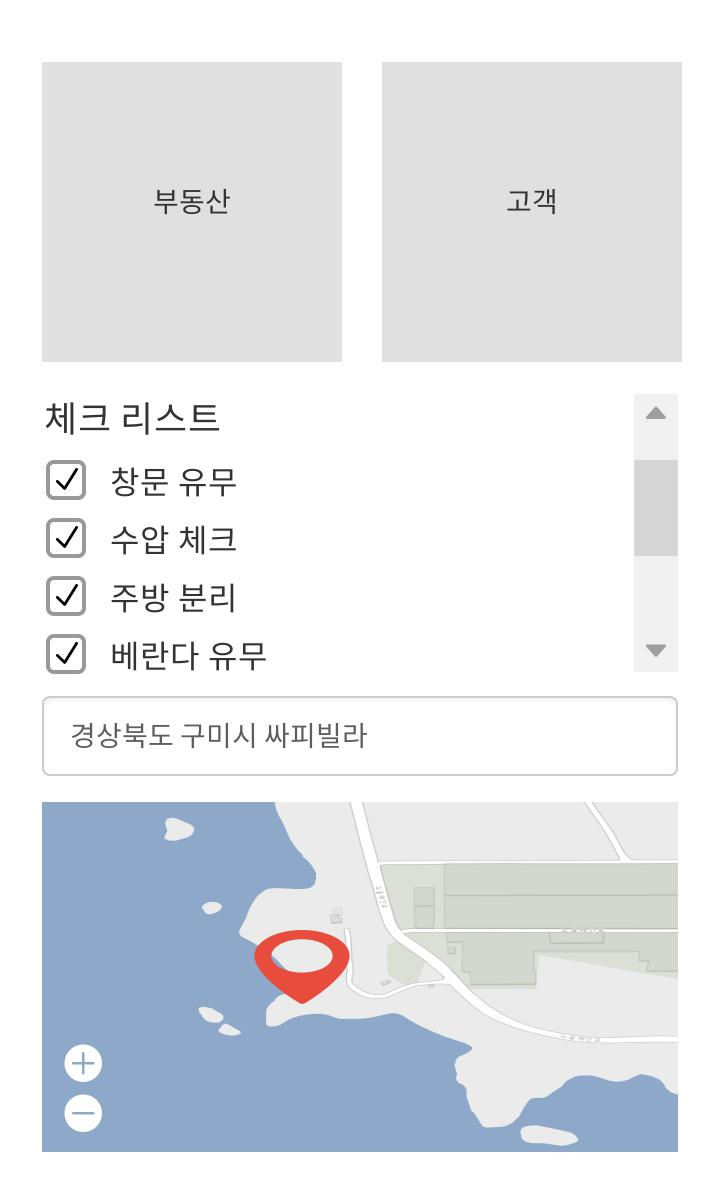 부동산
고객
체크 리스트
창문 유무
수압 체크
주방 분리
베란다 유무
경상북도 구미시 싸피빌라